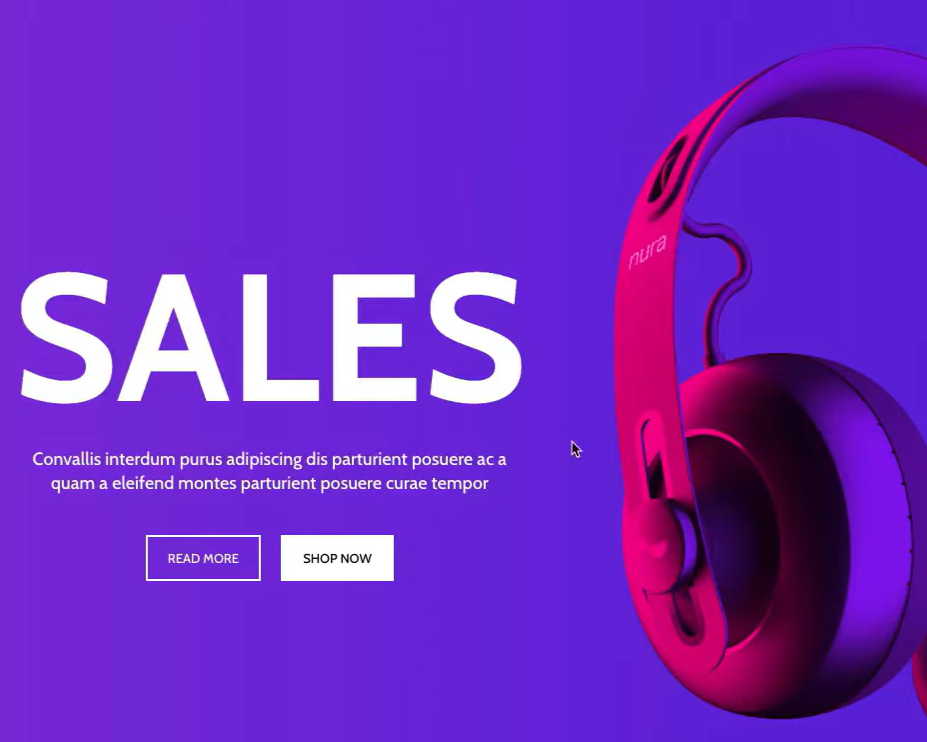 nura
SALES
Convallis interdum purus adipiscing dis parturient posuere ac a
quam a eleifend montes parturient posuere curae tempor
READ MORE
SHOP NOW